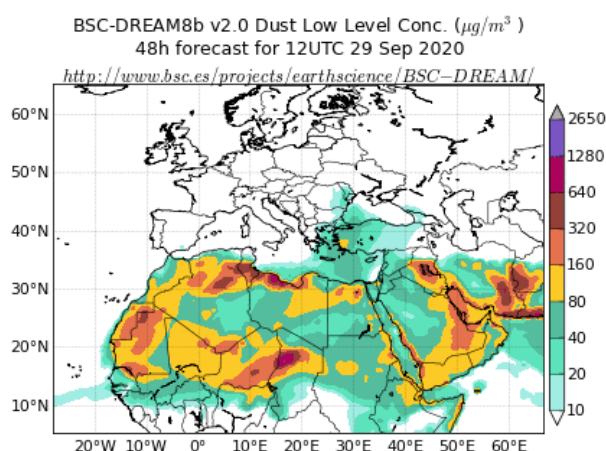 BSC-DREAM8b v2.0 Dust Low Level Conc. (μg/m³ )
48h forecast for 12UTC 29 Sep 2020
http://www.bsc.es/projects/earthscience/BSC−DREAM/
60°N
50°N
40°N
30°N
20°N
10°N
20°W 10°W 0° 10°E 20°E 30°E 40°E 50°E 60°E
2650
1280
640
320
160
80
40
20
10